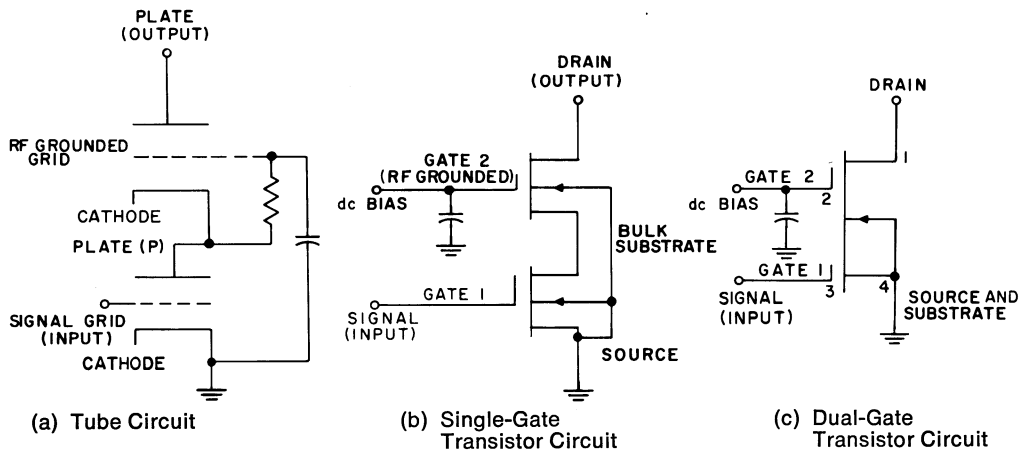 PLATE
(OUTPUT)
RF GROUNDED
GRID
CATHODE
PLATE (P)
SIGNAL GRID
(INPUT)
CATHODE
(a) Tube Circuit
DRAIN
(OUTPUT)
GATE 2
(RF GROUNDED)
dc BIAS
BULK
SUBSTRATE
GATE 1
SIGNAL
(INPUT)
SOURCE
(b) Single-Gate
Transistor Circuit
DRAIN
1
GATE 2
2
dc BIAS
GATE 1
3
4
SIGNAL
(INPUT)
SOURCE AND
SUBSTRATE
(c) Dual-Gate
Transistor Circuit